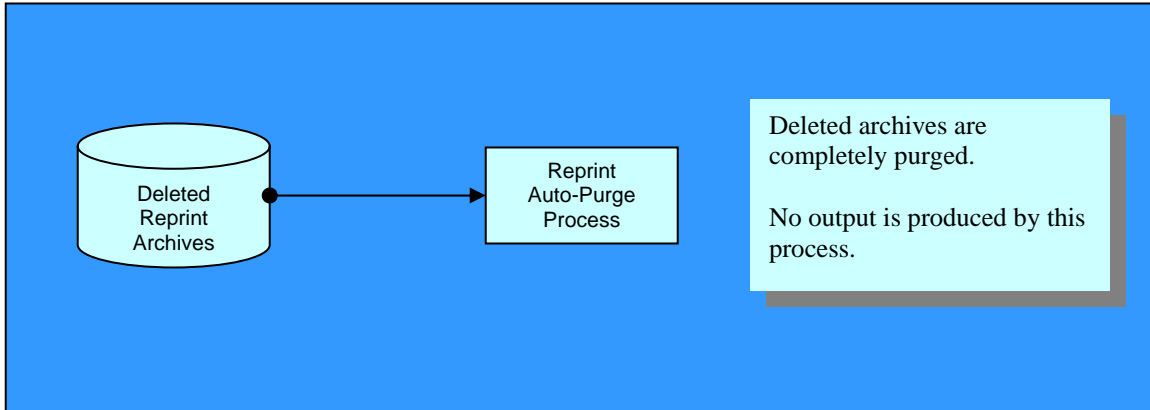 Deleted
Reprint
Archives
Reprint
Auto-Purge
Process
Deleted archives are
completely purged.
No output is produced by this
process.